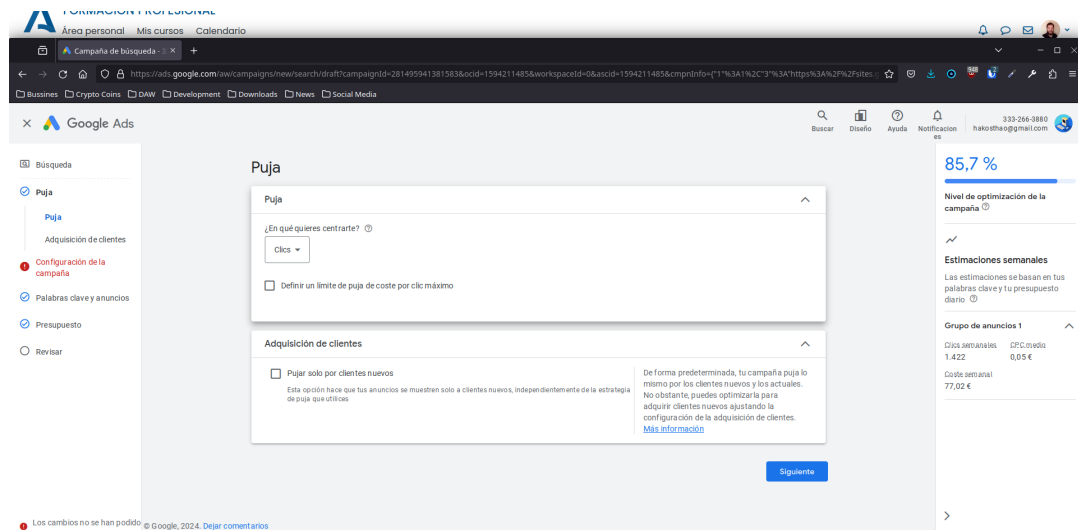 FORMACIÓN PROFESIONAL
Área personal Mis cursos Calendario
Campaña de búsqueda - 3
https://ads.google.com/aw/campaigns/new/search/draft?campaignId=281495941381583&ocid=1594211485&workspaceId=0&ascid=1594211485&cmpnInfo={"1"%3A1%2C"3"%3A"https%3A%2F%2Fsites.g
Bussines Crypto Coins DAW Development Downloads News Social Media
Google Ads
Buscar Diseño Ayuda Notificacion
es
333-266-3880
hakosthao@gmail.com
Búsqueda
Puja
Puja
Adquisición de clientes
Configuración de la
campaña
Palabras clave y anuncios
Presupuesto
Revisar
Los cambios no se han podido
Puja
Puja
¿En qué quieres centrarte?
Clics
Definir un límite de puja de coste por clic máximo
Adquisición de clientes
Pujar solo por clientes nuevos
Esta opción hace que tus anuncios se muestren solo a clientes nuevos, independientemente de la estrategia
de puja que utilices
De forma predeterminada, tu campaña puja lo
mismo por los clientes nuevos y los actuales.
No obstante, puedes optimizarla para
adquirir clientes nuevos ajustando la
configuración de la adquisición de clientes.
Más información
Siguiente
© Google, 2024. Dejar comentarios
85,7 %
Nivel de optimización de la
campaña
Estimaciones semanales
Las estimaciones se basan en tus
palabras clave y tu presupuesto
diario
Grupo de anuncios 1
Clics semanales CPC medio
1.422 0,05 €
Coste semanal
77,02 €